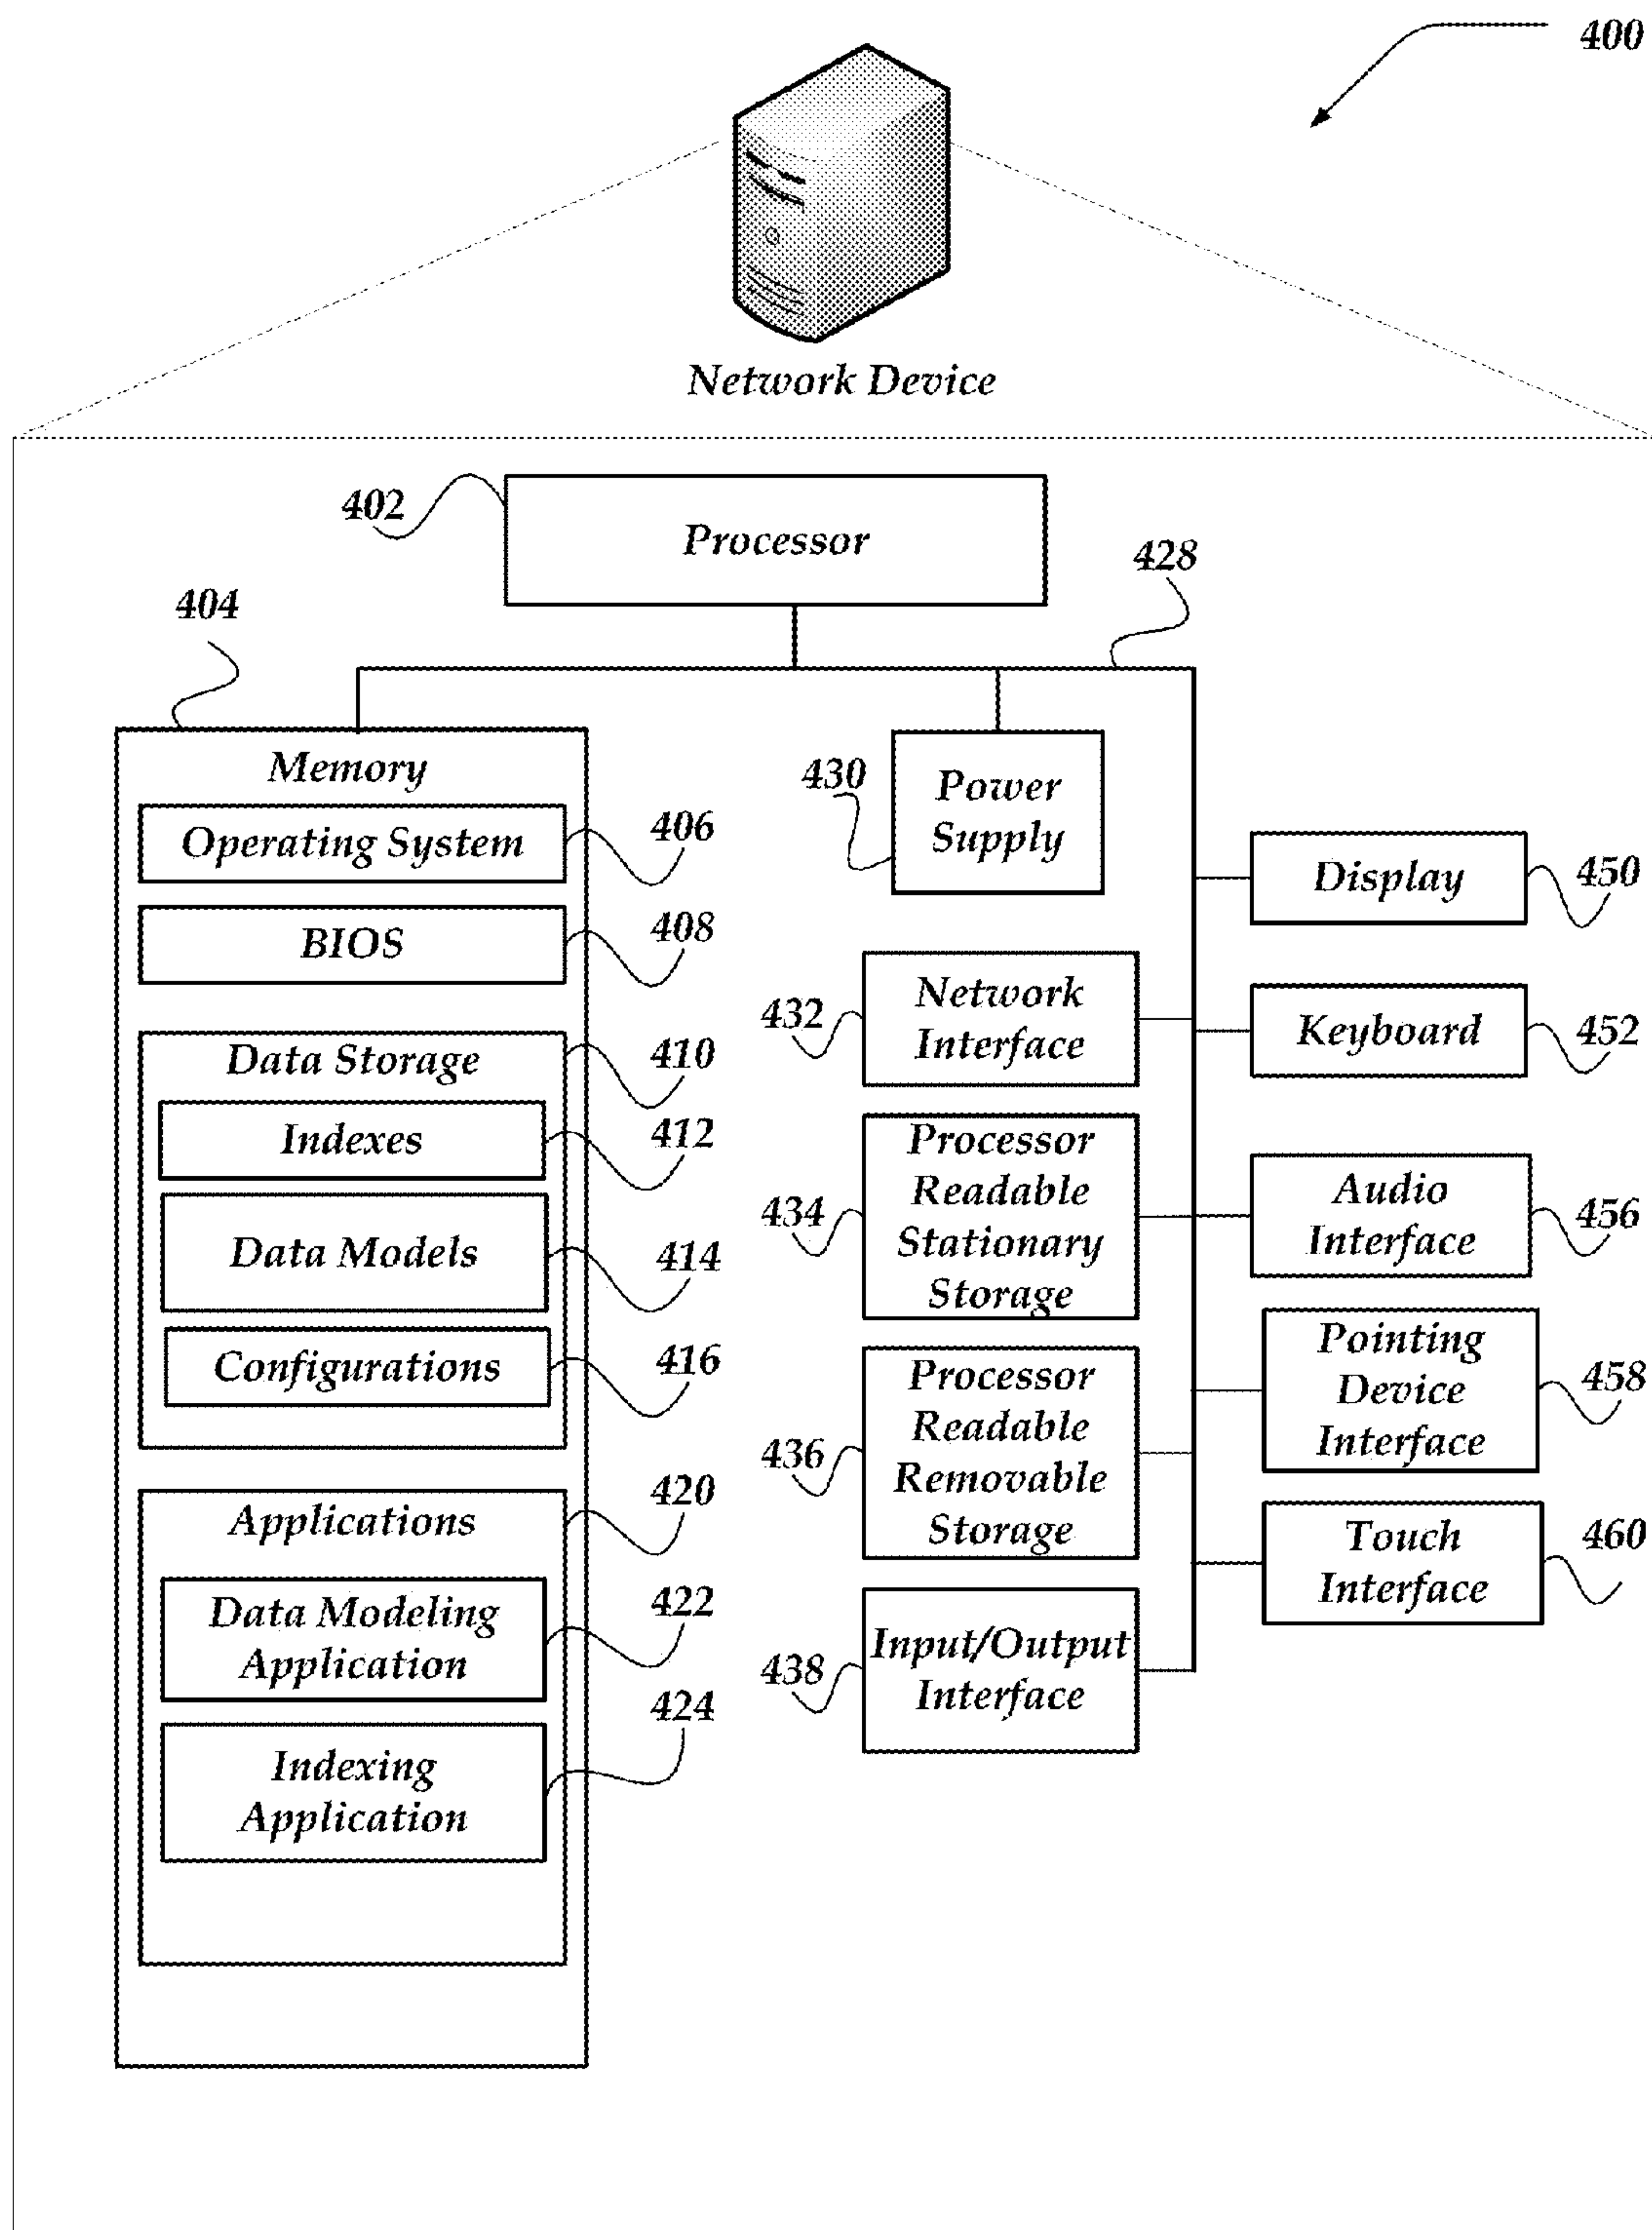 400
Network Device
402
Processor
428
404
Memory
Operating System
406
BIOS
408
Data Storage
410
Indexes
412
Data Models
414
Configurations
416
Applications
420
Data Modeling
Application
422
Indexing
Application
424
430
Power
Supply
432
Network
Interface
434
Processor
Readable
Stationary
Storage
436
Processor
Readable
Removable
Storage
438
Input/Output
Interface
Display
450
Keyboard
452
Audio
Interface
456
Pointing
Device
Interface
458
Touch
Interface
460